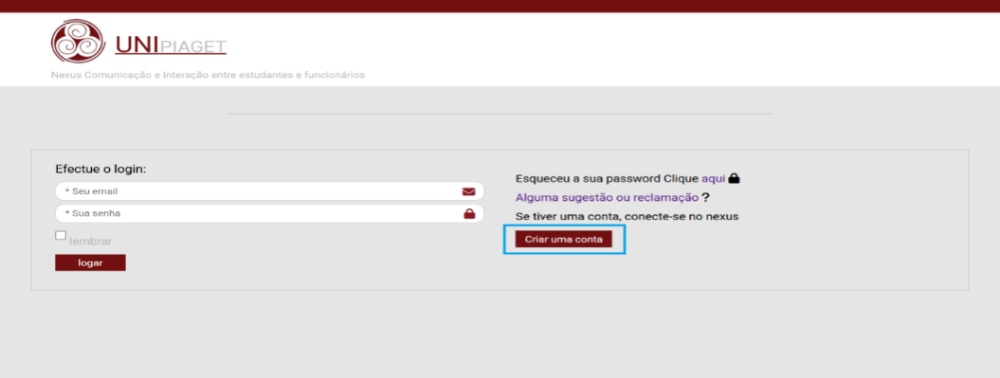 UNIPIAGET
Nexus Comunicação e Interação entre estudantes e funcionários
Efectue o login:
* Seu email
* Sua senha
lembrar
logar
Esqueceu a sua password Clique aqui
Alguma sugestão ou reclamação ?
Se tiver uma conta, conecte-se no nexus
Criar uma conta